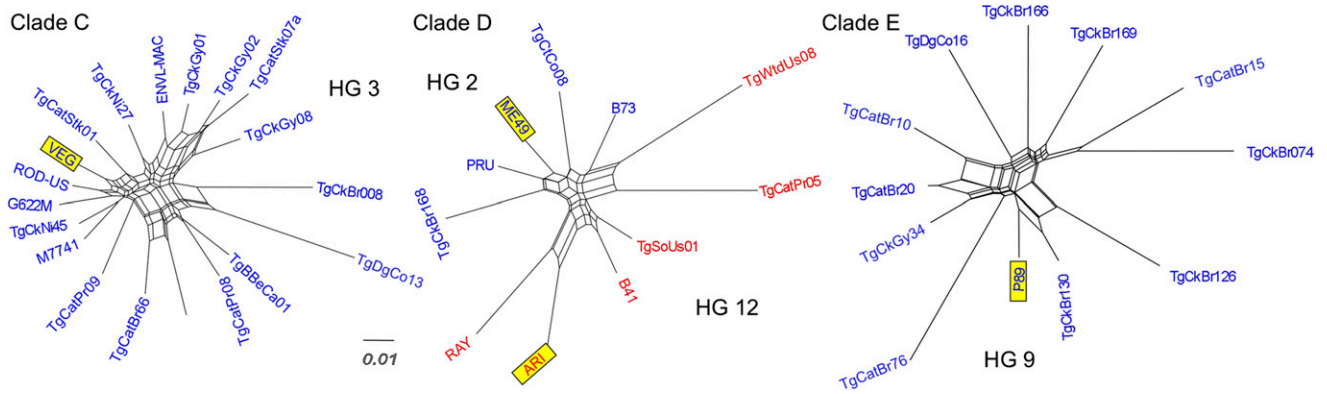 Clade C
HG 3
TgCatStk01
TgCkNi27
ENVL-MAC
TgCkGy01
TgCkGy02
TgCatStk07a
TgCkGy08
TgCkBr008
TgDgCo13
TgBBeCa01
TgCatPr08
TgCatBr66
TgCatPr09
M7741
TgCkNi45
G622M
ROD-US
VEG
0.01
Clade D
HG 2
TgCtCo08
ME49
PRU
TgCkBr168
B73
TgWtdUs08
TgCatPr05
TgSoUs01
B41
HG 12
RAY
ARI
Clade E
TgCkBr166
TgDgCo16
TgCkBr169
TgCatBr15
TgCatBr10
TgCkBr074
TgCatBr20
TgCkGy34
P89
TgCkBr130
TgCkBr126
TgCatBr76
HG 9